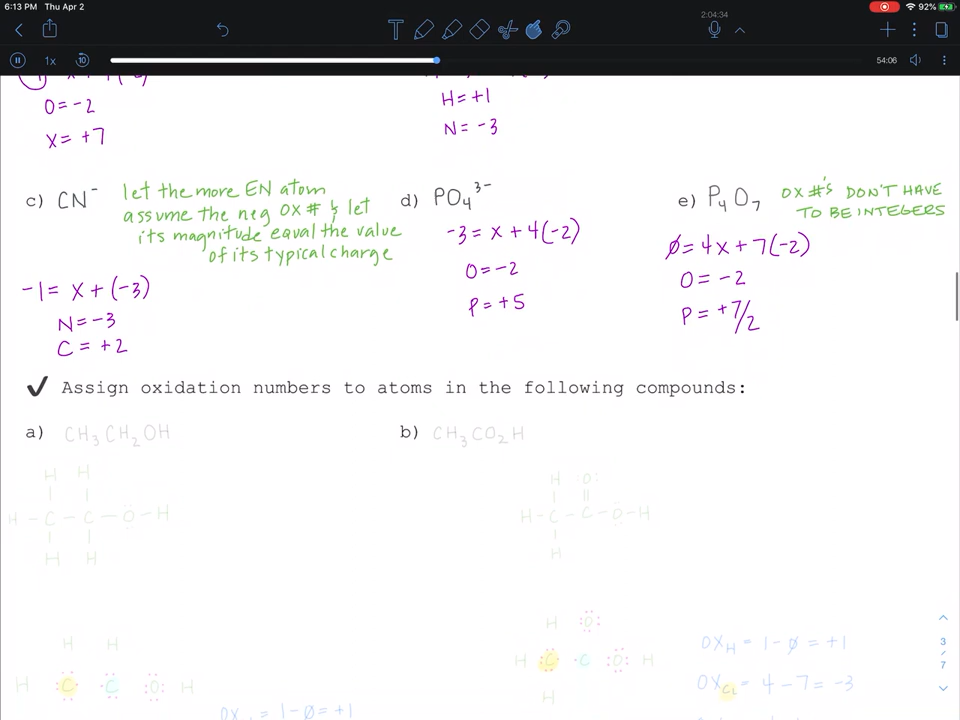 6:13 PM Thu Apr 2
92%
2:04:34
1x
10
54:06
O = -2
X = +7
H = +1
N = -3
c) CN⁻
let the more EN atom
assume the neg OX # & let
its magnitude equal the value
of its typical charge
-1 = X + (-3)
N = -3
C = +2
d) PO₄³⁻
-3 = X + 4(-2)
O = -2
P = +5
e) P₄O₇
OX #'S DON'T HAVE
TO BE INTEGERS
Ø = 4X + 7(-2)
O = -2
P = +7/2
✓ Assign oxidation numbers to atoms in the following compounds:
a) CH₃CH₂OH
b) CH₃CO₂H
H H
H - C - C - O - H
H H
H O
H - C - C - O - H
H
H H
H C C O H
H O
H C C O H
H
OX_H = 1 - Ø = +1
OX_C1 = 4 - 7 = -3
= 1 - Ø = +1
3
/
7